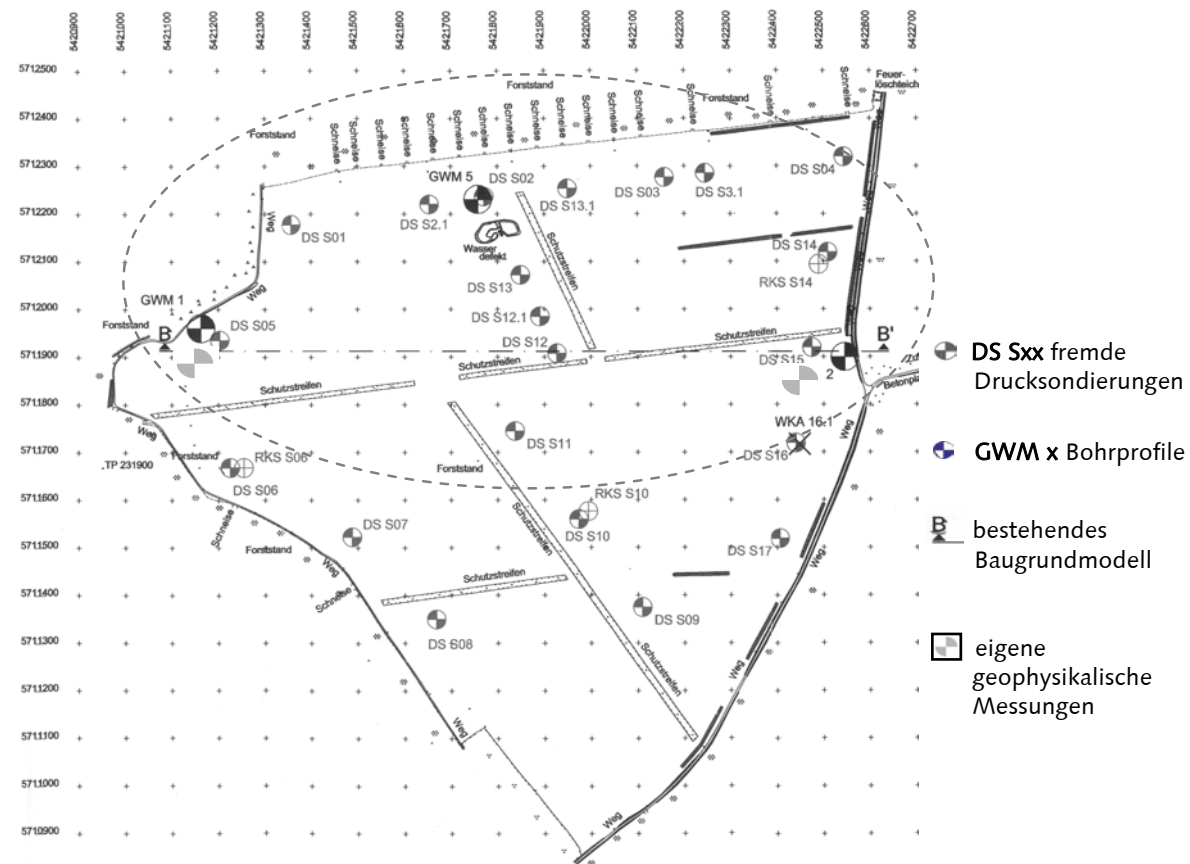 5420900
5421000
5421100
5421200
5421300
5421400
5421500
5421600
5421700
5421800
5421900
5422000
5422100
5422200
5422300
5422400
5422500
5422600
5422700
5712500
5712400
5712300
5712200
5712100
5712000
5711900
5711800
5711700
5711600
5711500
5711400
5711300
5711200
5711100
5711000
5710900
Feuer-
löschteich
Forststand
Forststand
Forststand
Schneise
Schneise
Schneise
Schneise
Schneise
Schneise
Schneise
Schneise
Schneise
Schneise
Schneise
Schneise
Schneise
Schneise
DS S04
GWM 5
DS S02
DS S03
DS S3.1
DS S13.1
DS S2.1
Weg
DS S01
Wasser
defekt
Schutzstreifen
DS S14
RKS S14
DS S13
Weg
GWM 1
DS S12.1
Forststand
B
DS S05
DS S12
Schutzstreifen
B'
DS S15
2
Schutzstreifen
Schutzstreifen
WKA 16.1
DS S16
Weg
DS S11
Weg
Forststand
RKS S06
TP 231900
DS S06
Forststand
RKS S10
DS S10
Schutzstreifen
Schneise
DS S07
Forststand
DS S17
Weg
Weg
Schneise
Schutzstreifen
DS S09
DS S08
Schutzstreifen
Weg
Weg
Weg
DS Sxx fremde
Drucksondierungen
GWM x Bohrprofile
B
bestehendes
Baugrundmodell
eigene
geophysikalische
Messungen